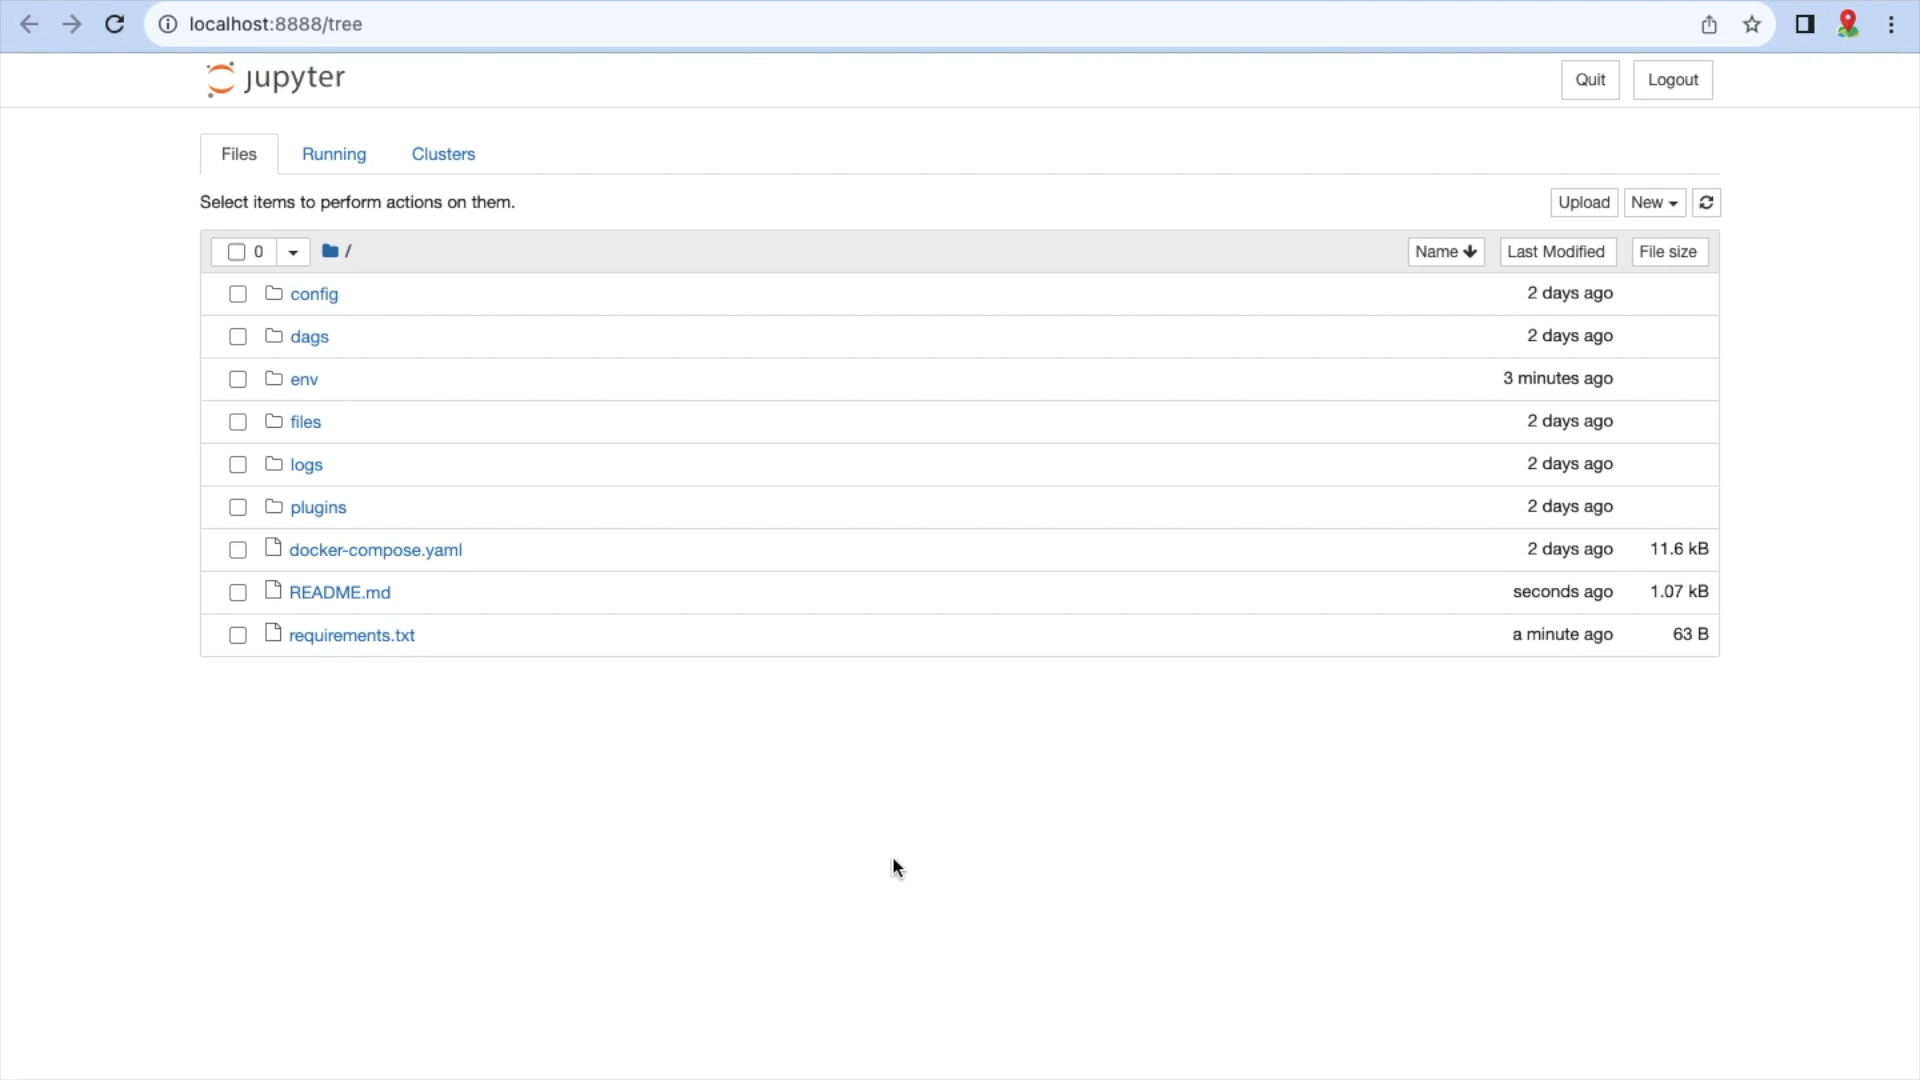 localhost:8888/tree
jupyter
Quit
Logout
Files
Running
Clusters
Select items to perform actions on them.
Upload
New
0
/
Name
Last Modified
File size
config
2 days ago
dags
2 days ago
env
3 minutes ago
files
2 days ago
logs
2 days ago
plugins
2 days ago
docker-compose.yaml
2 days ago
11.6 kB
README.md
seconds ago
1.07 kB
requirements.txt
a minute ago
63 B